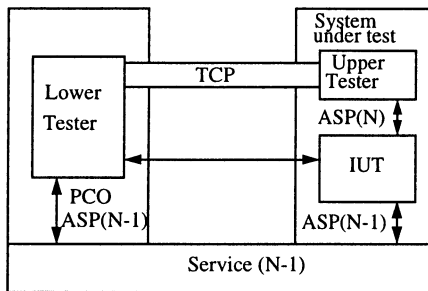 System
under test
Upper
Tester
TCP
Lower
Tester
ASP(N)
IUT
PCO
ASP(N-1)
ASP(N-1)
Service (N-1)